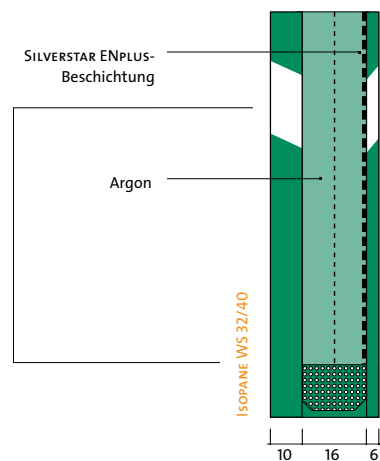 SILVERSTAR ENPLUS-
Beschichtung
Argon
ISOPANE WS 32/40
10 16 6